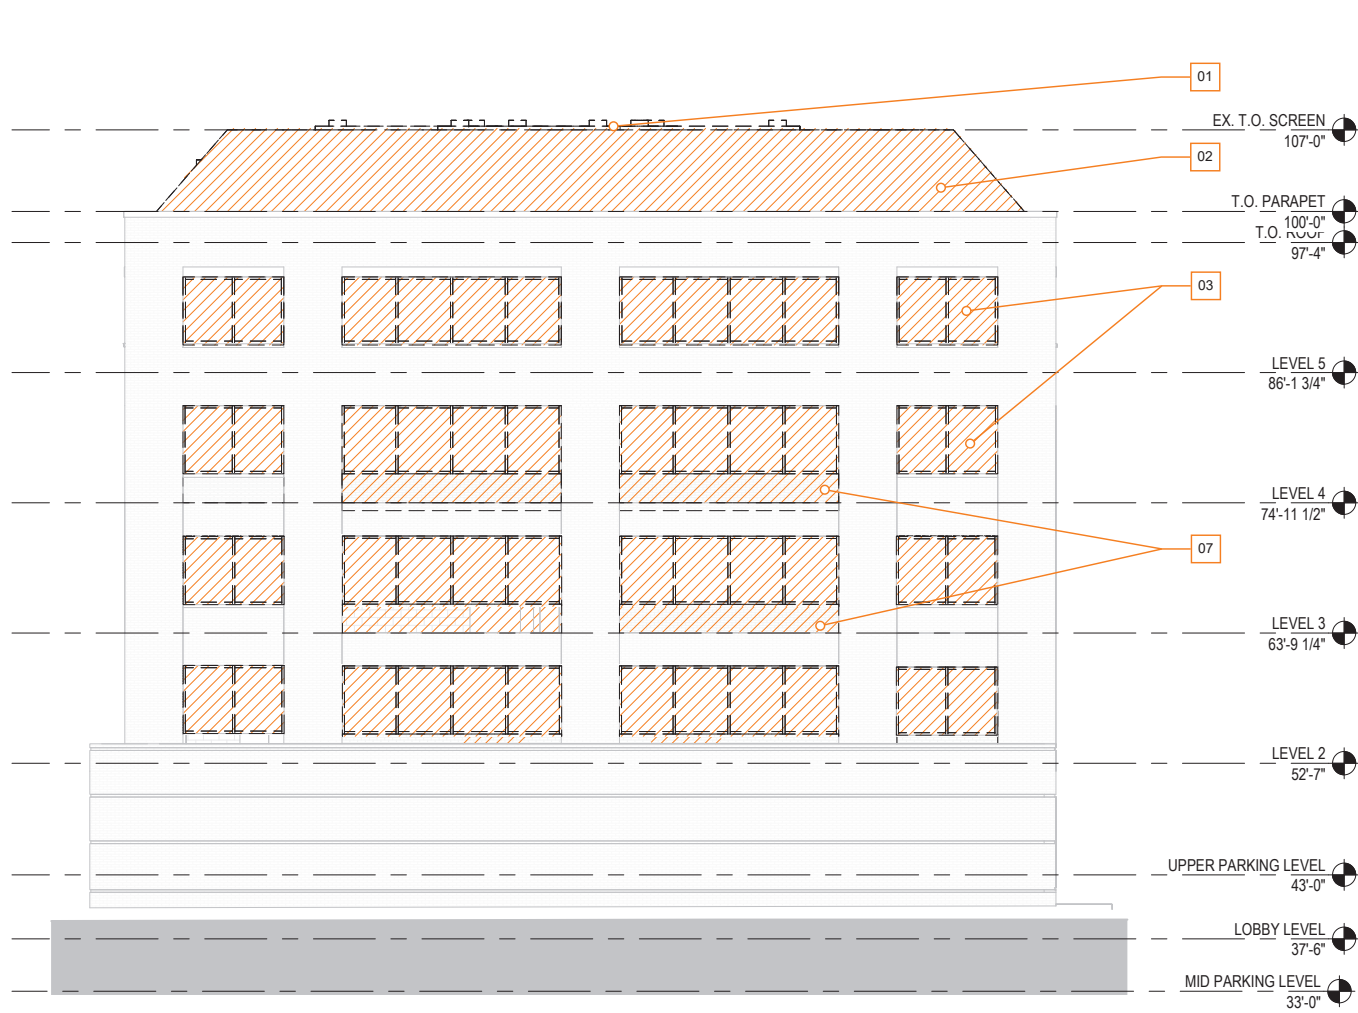 01
EX. T.O. SCREEN
107'-0"
02
T.O. PARAPET
100'-0"
T.O. ROOF
97'-4"
03
LEVEL 5
86'-1 3/4"
LEVEL 4
74'-11 1/2"
07
LEVEL 3
63'-9 1/4"
LEVEL 2
52'-7"
UPPER PARKING LEVEL
43'-0"
LOBBY LEVEL
37'-6"
MID PARKING LEVEL
33'-0"